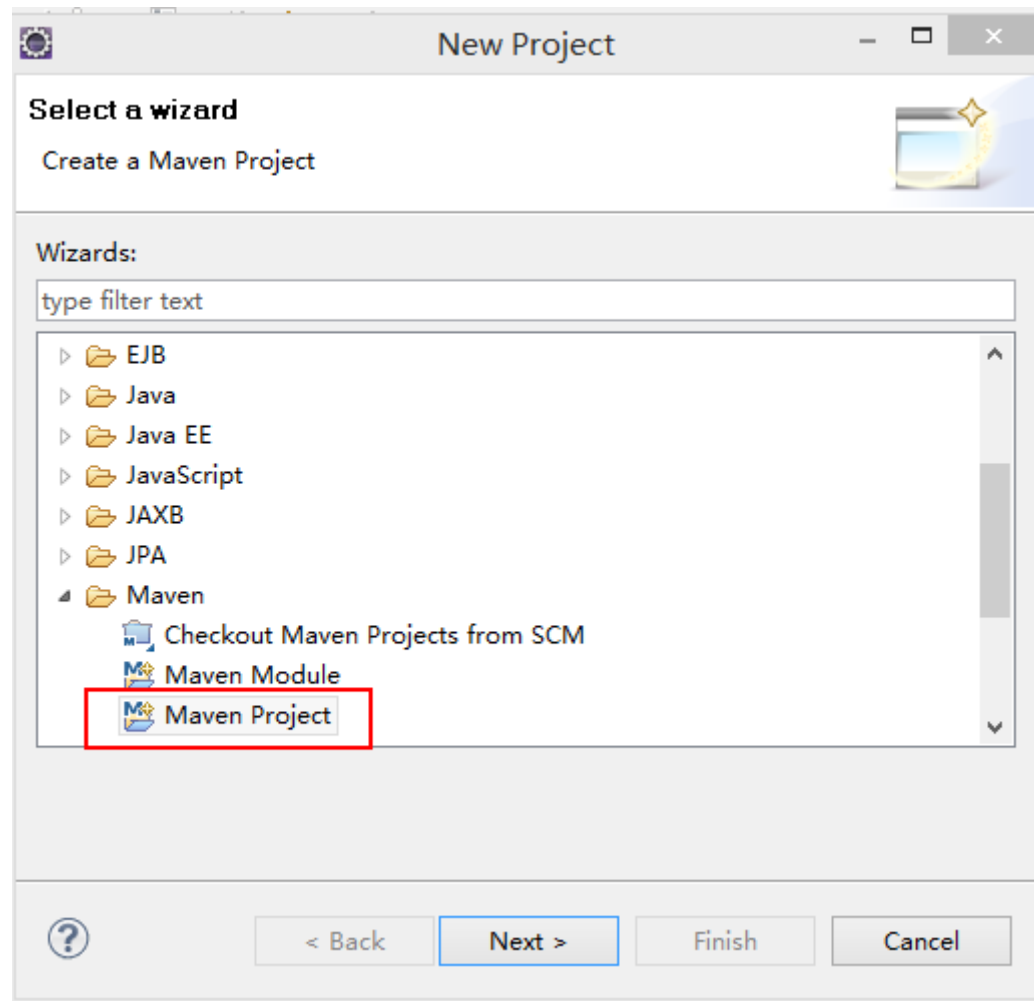 New Project
Select a wizard
Create a Maven Project
Wizards:
type filter text
EJB
Java
Java EE
JavaScript
JAXB
JPA
Maven
Checkout Maven Projects from SCM
Maven Module
Maven Project
< Back Next > Finish Cancel